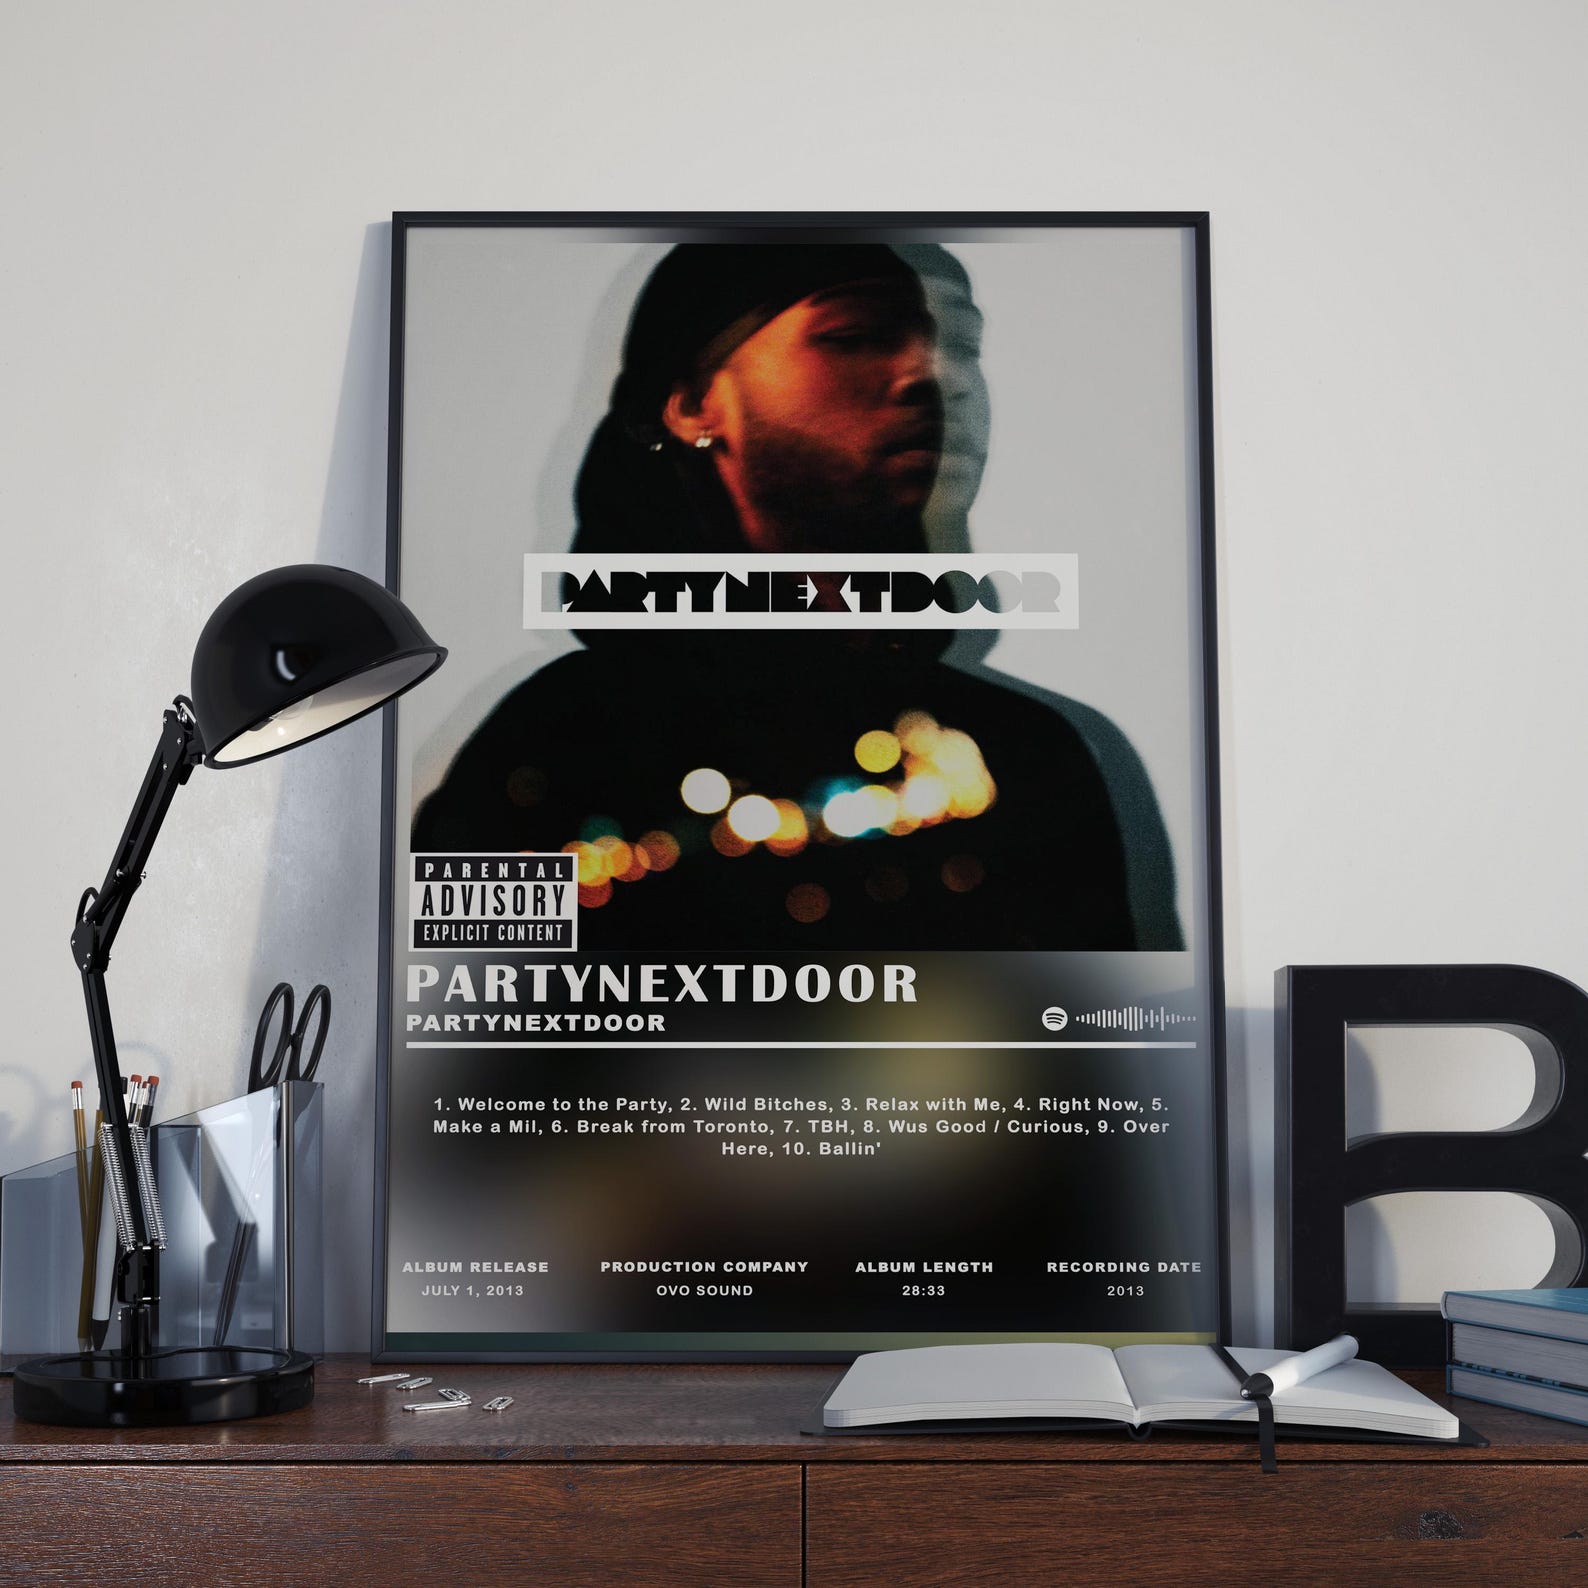 PARTYNEXTDOOR
PARENTAL
ADVISORY
EXPLICIT CONTENT
PARTYNEXTDOOR
PARTYNEXTDOOR
1. Welcome to the Party, 2. Wild Bitches, 3. Relax with Me, 4. Right Now, 5.
Make a Mil, 6. Break from Toronto, 7. TBH, 8. Wus Good / Curious, 9. Over
Here, 10. Ballin'
ALBUM RELEASE PRODUCTION COMPANY ALBUM LENGTH RECORDING DATE
JULY 1, 2013 OVO SOUND 28:33 2013
B